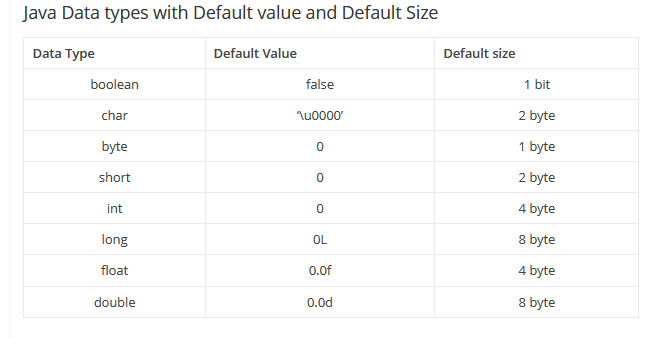 Java Data types with Default value and Default Size
Data Type Default Value Default size
boolean false 1 bit
char '\u0000' 2 byte
byte 0 1 byte
short 0 2 byte
int 0 4 byte
long 0L 8 byte
float 0.0f 4 byte
double 0.0d 8 byte